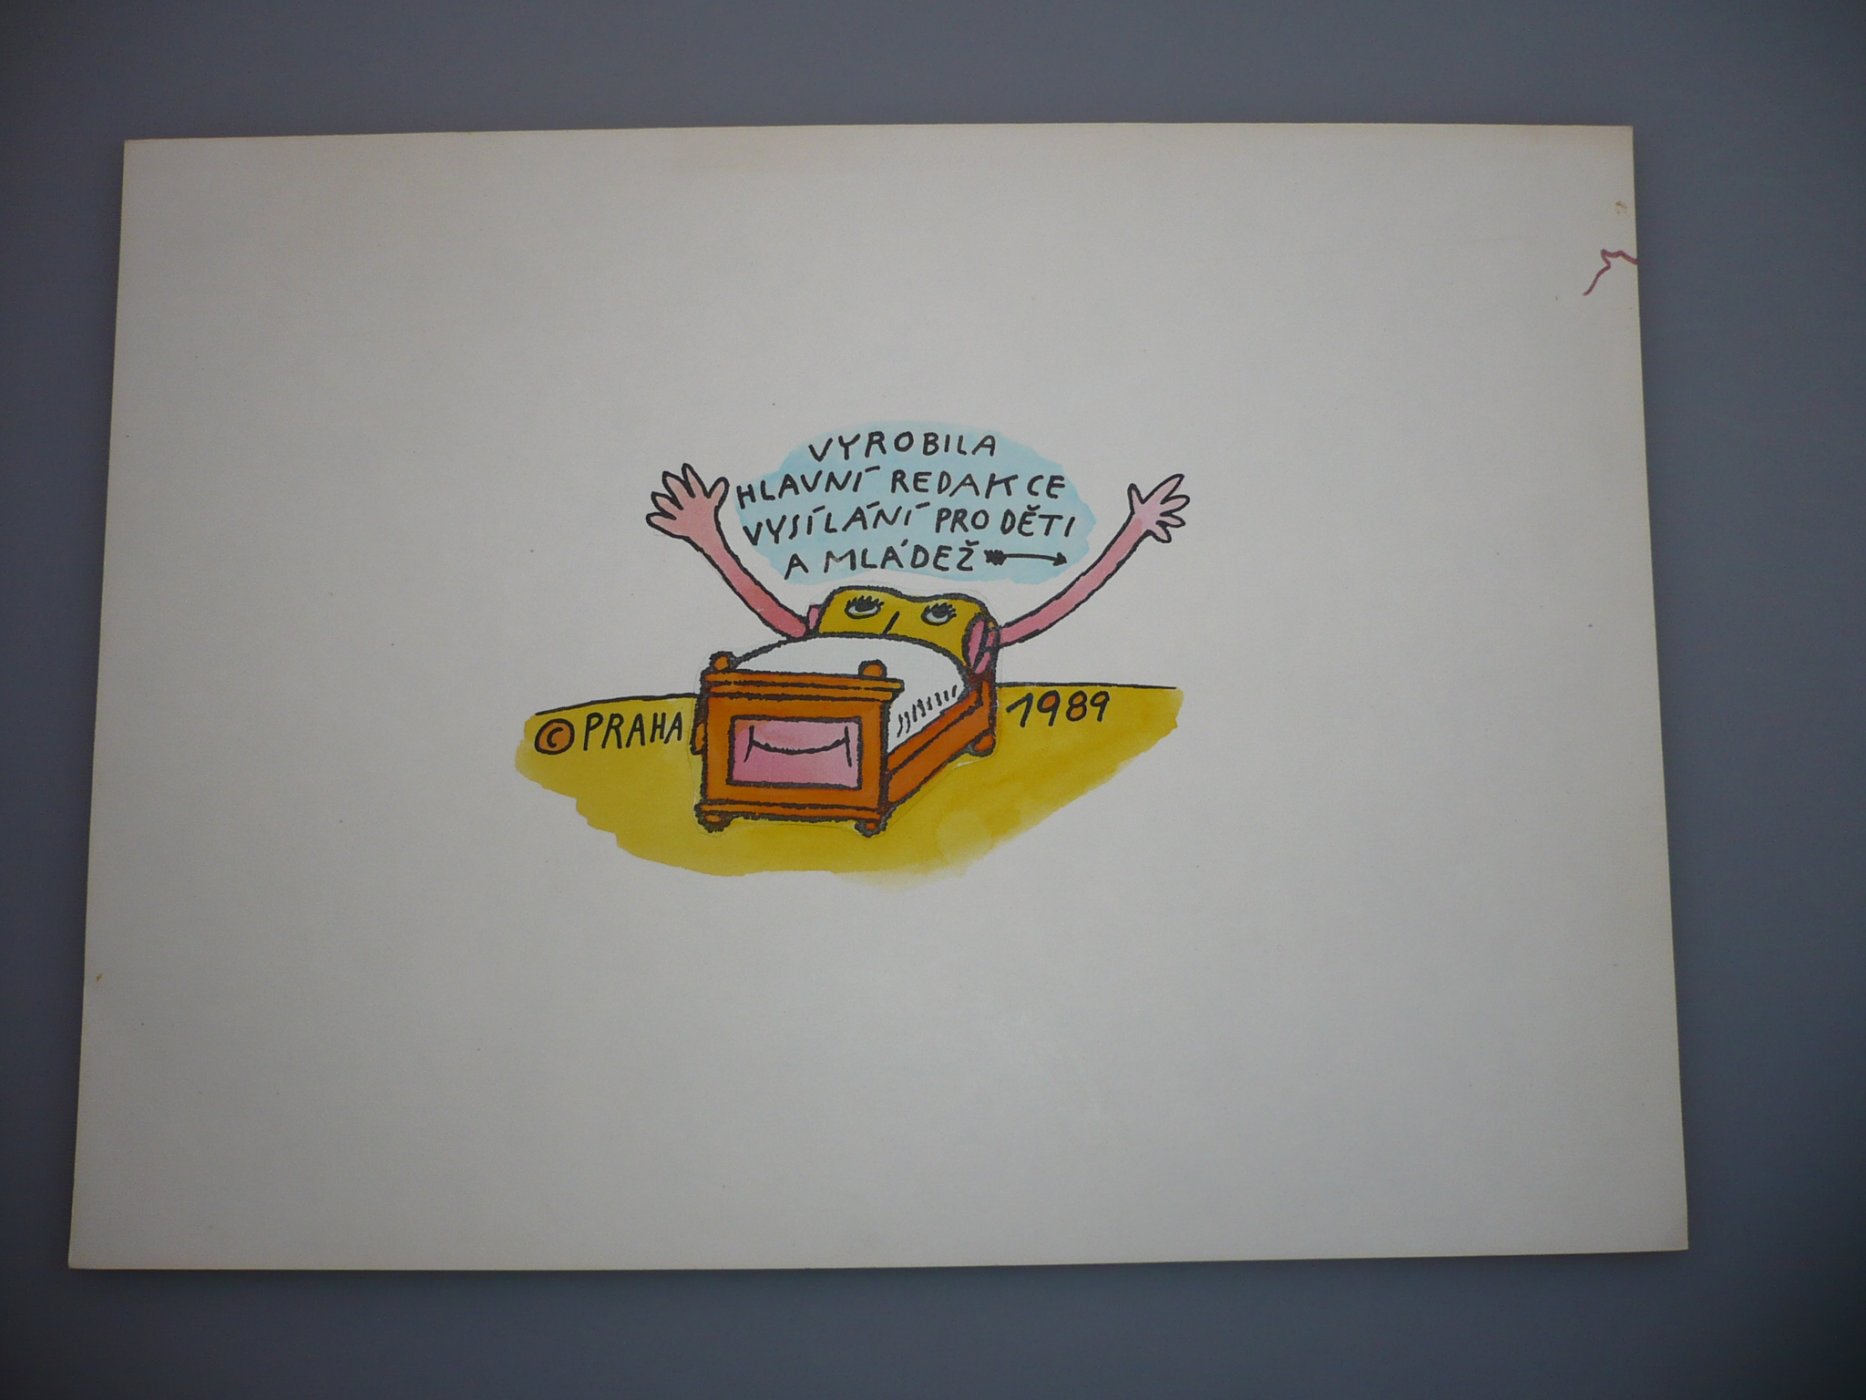 VYROBILA
HLAVNÍ REDAKCE
VYSÍLÁNÍ PRO DĚTI
A MLÁDEŽ
© PRAHA 1989